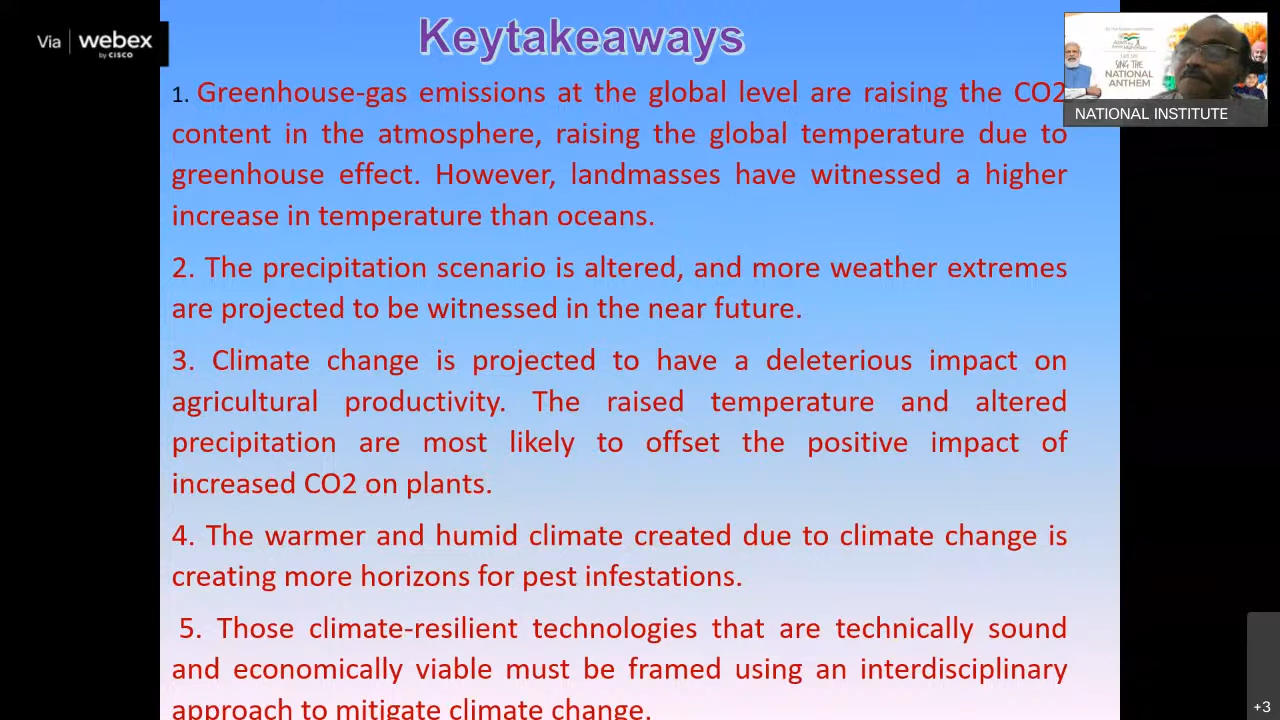 Via webex
by CISCO
Keytakeaways
SING THE
NATIONAL
ANTHEM
NATIONAL INSTITUTE
1. Greenhouse-gas emissions at the global level are raising the CO2
content in the atmosphere, raising the global temperature due to
greenhouse effect. However, landmasses have witnessed a higher
increase in temperature than oceans.
2. The precipitation scenario is altered, and more weather extremes
are projected to be witnessed in the near future.
3. Climate change is projected to have a deleterious impact on
agricultural productivity. The raised temperature and altered
precipitation are most likely to offset the positive impact of
increased CO2 on plants.
4. The warmer and humid climate created due to climate change is
creating more horizons for pest infestations.
5. Those climate-resilient technologies that are technically sound
and economically viable must be framed using an interdisciplinary
approach to mitigate climate change.
+3